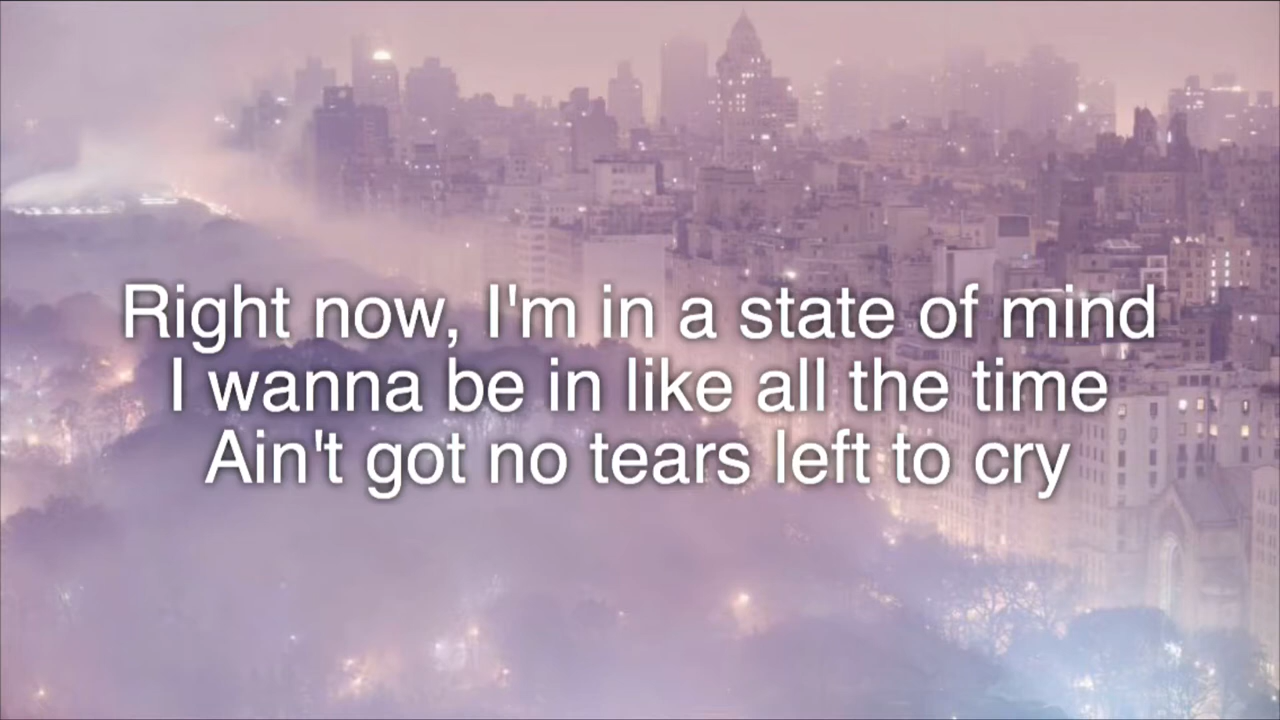 Right now, I'm in a state of mind
I wanna be in like all the time
Ain't got no tears left to cry